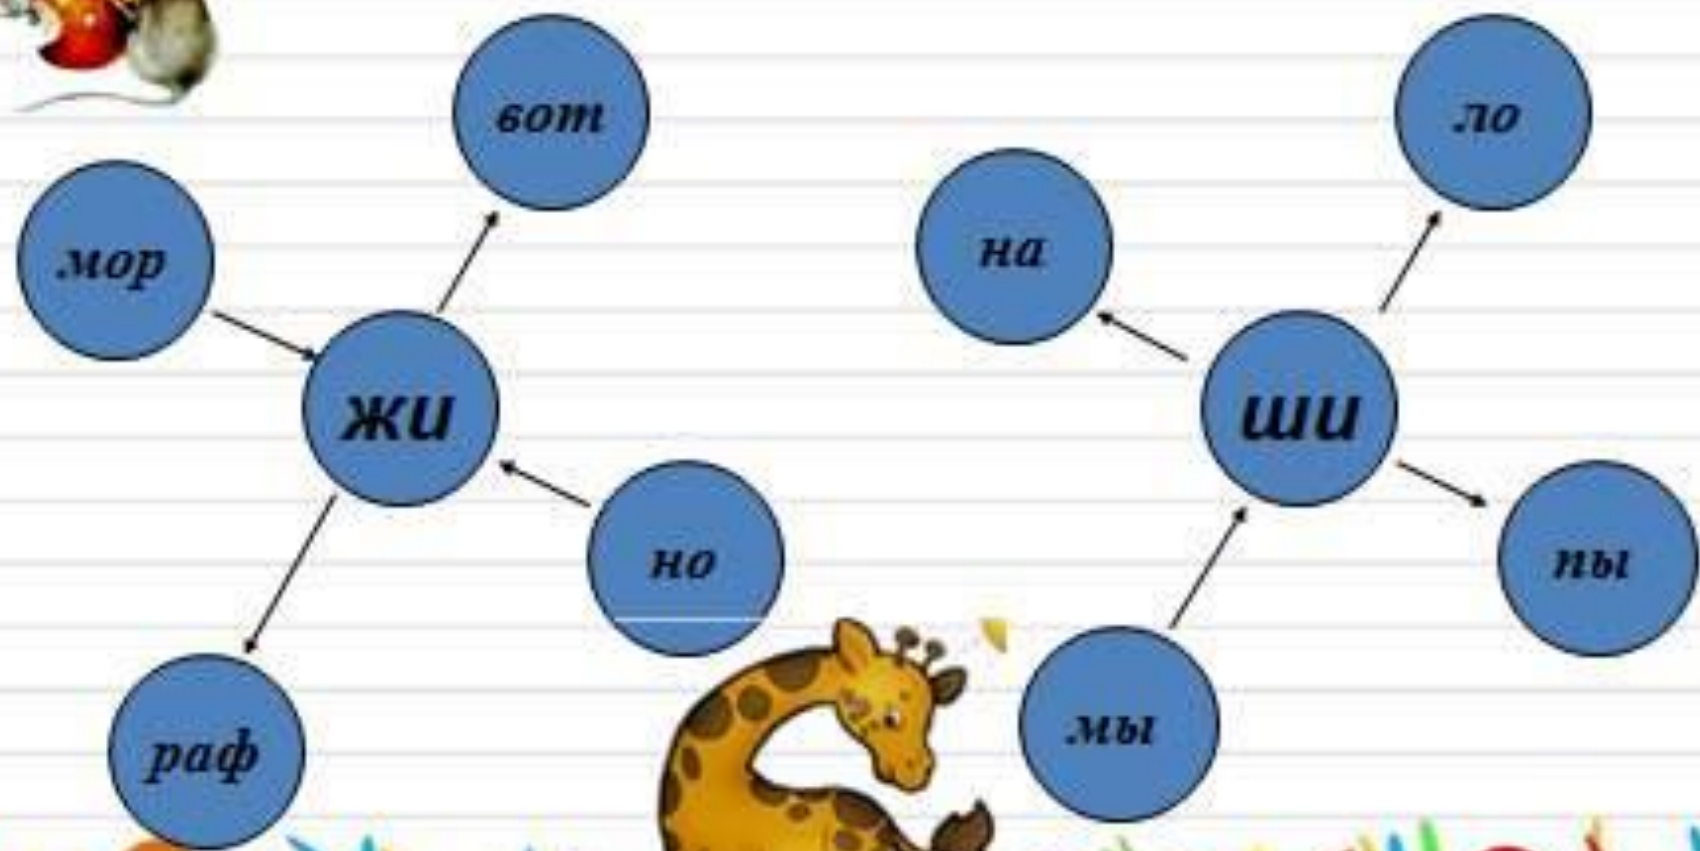 вот
ло
мор
на
жи
ши
но
пы
раф
мы